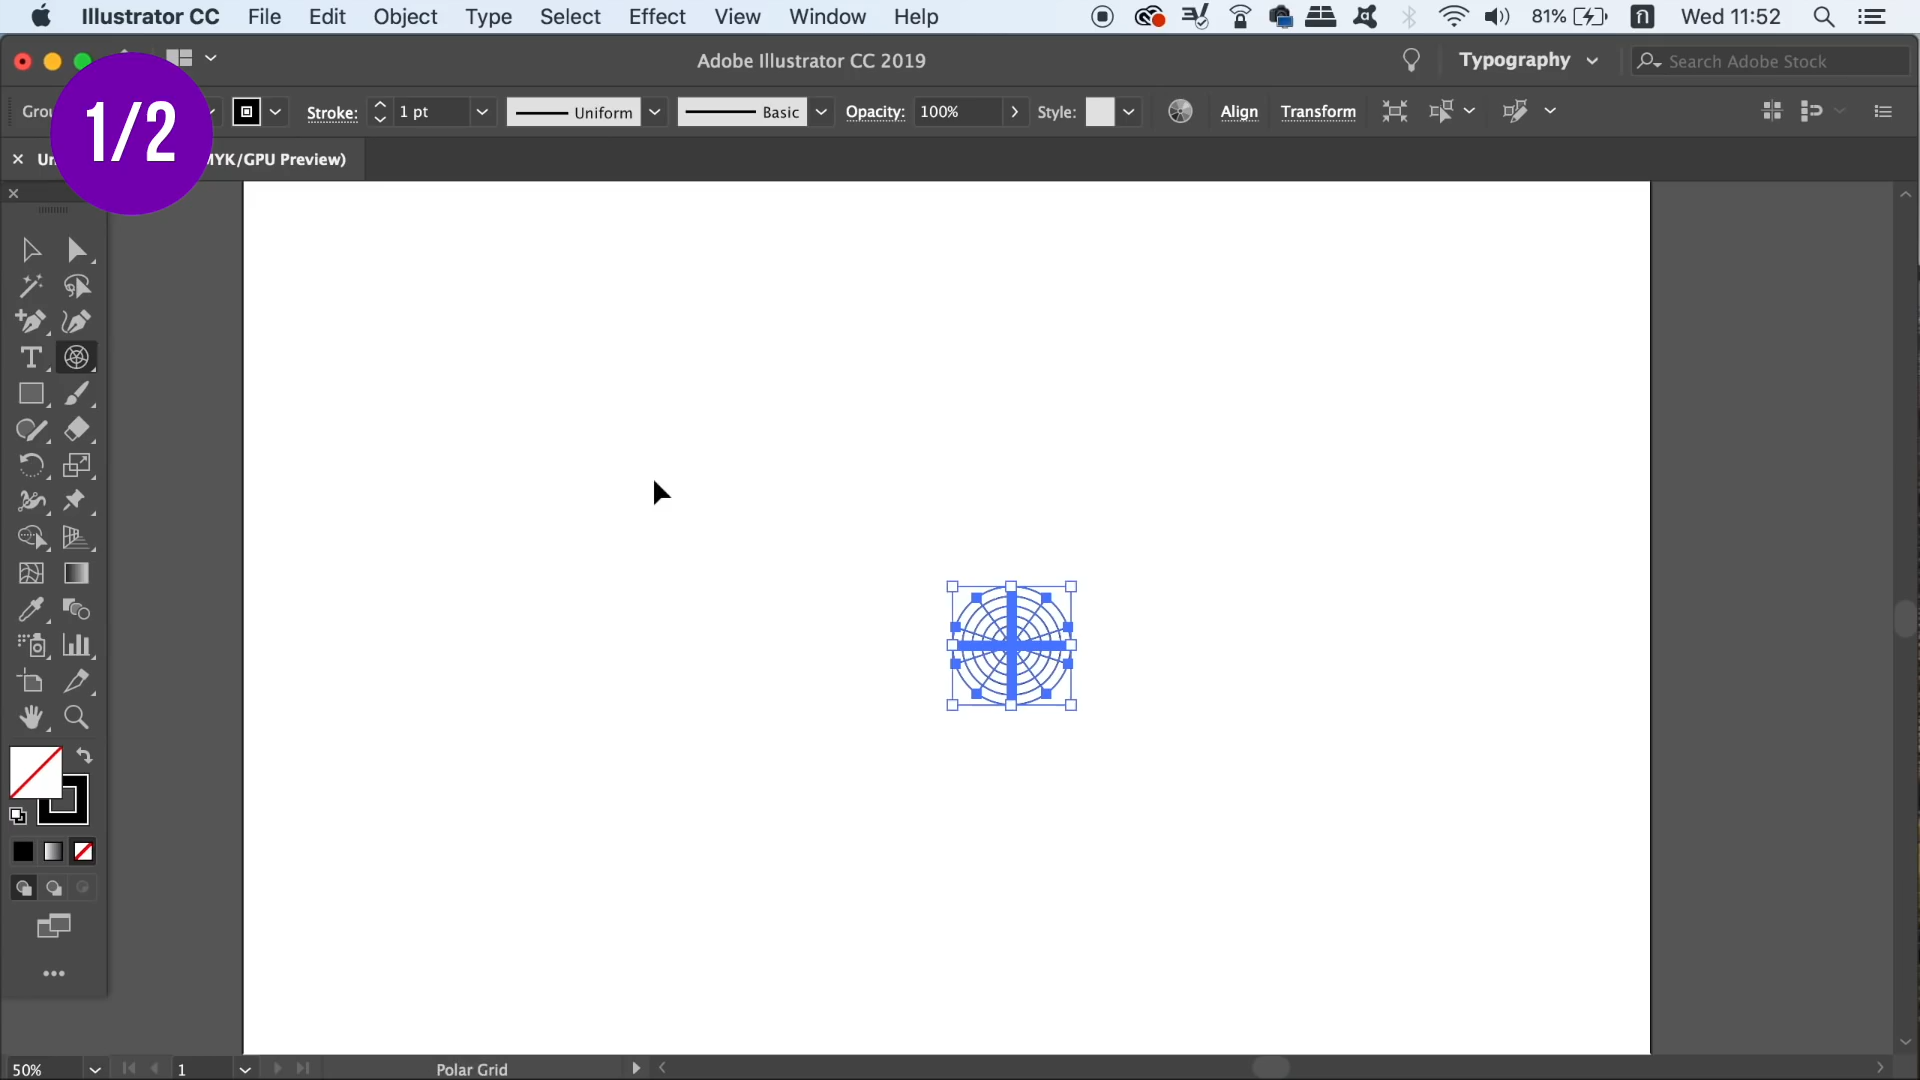 Illustrator CC File Edit Object Type Select Effect View Window Help 81% Wed 11:52
Adobe Illustrator CC 2019 Typography Search Adobe Stock
1/2
Stroke: 1 pt Uniform Basic Opacity: 100% Style: Align Transform
MYK/GPU Preview)
50% 1 Polar Grid